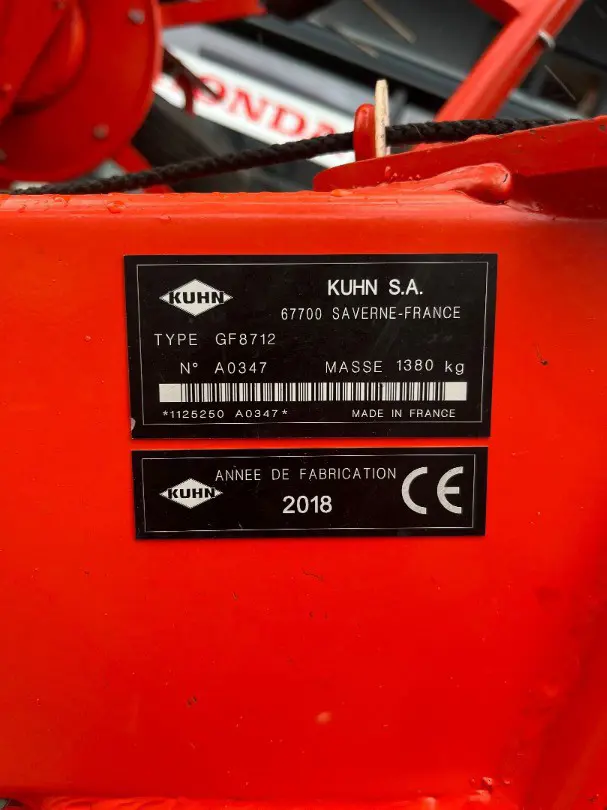 HONDA
KUHN
KUHN S.A.
67700 SAVERNE-FRANCE
TYPE GF8712
N° A0347 MASSE 1380 kg
*1125250 A0347*
MADE IN FRANCE
KUHN
ANNEE DE FABRICATION
2018
CE